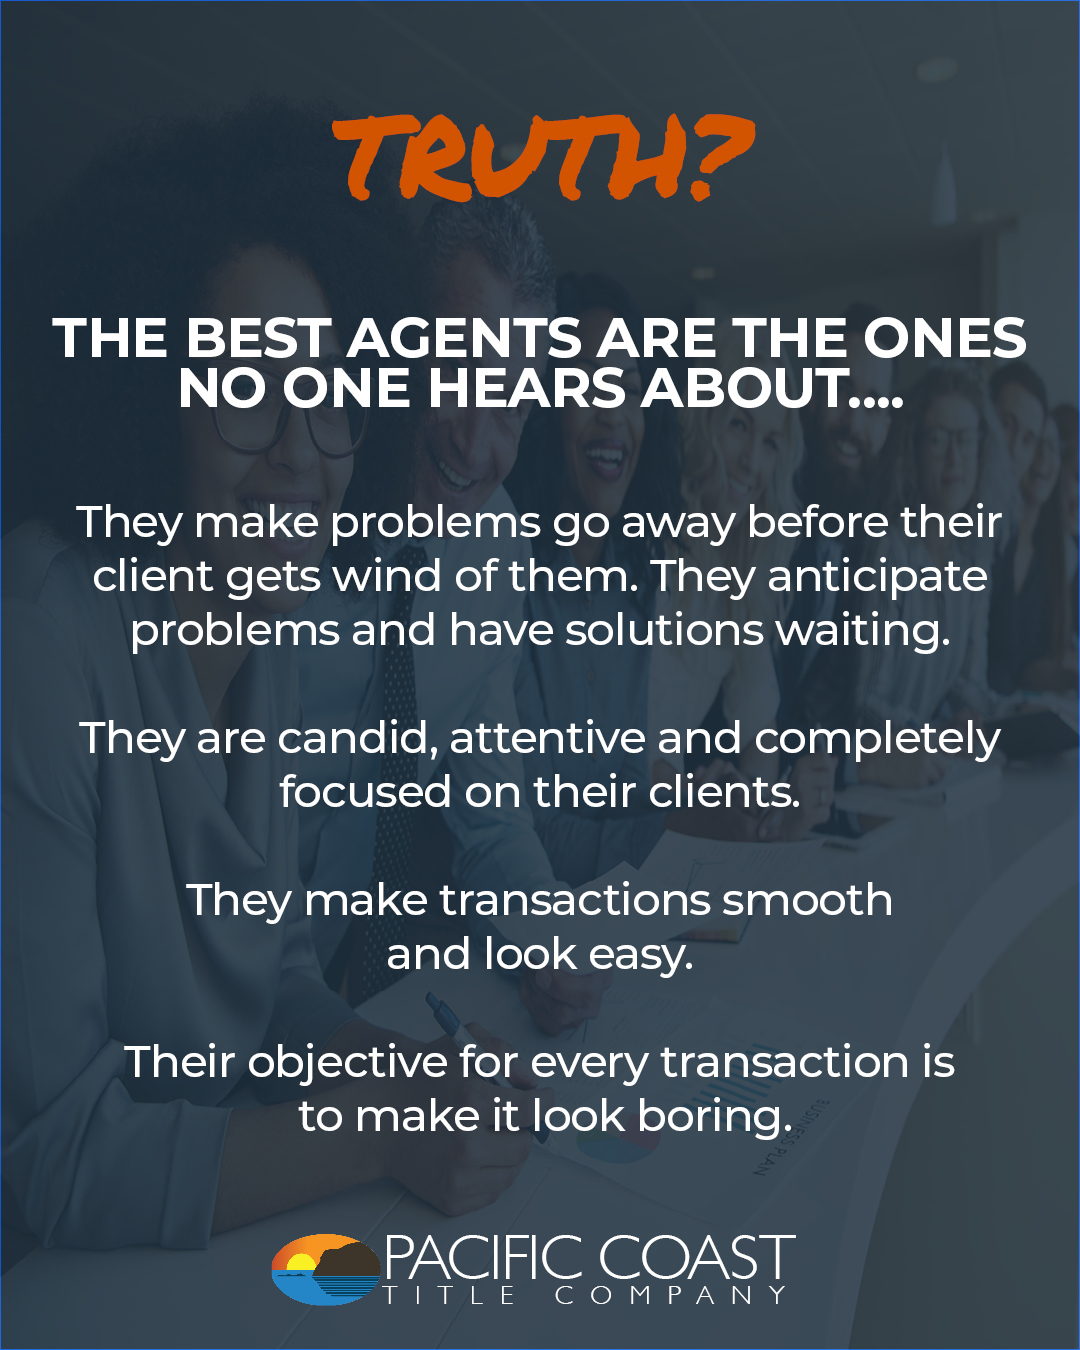 TRUTH?
THE BEST AGENTS ARE THE ONES
NO ONE HEARS ABOUT....
They make problems go away before their
client gets wind of them. They anticipate
problems and have solutions waiting.
They are candid, attentive and completely
focused on their clients.
They make transactions smooth
and look easy.
Their objective for every transaction is
to make it look boring.
BUSINESS PLAN
PACIFIC COAST
TITLE COMPANY